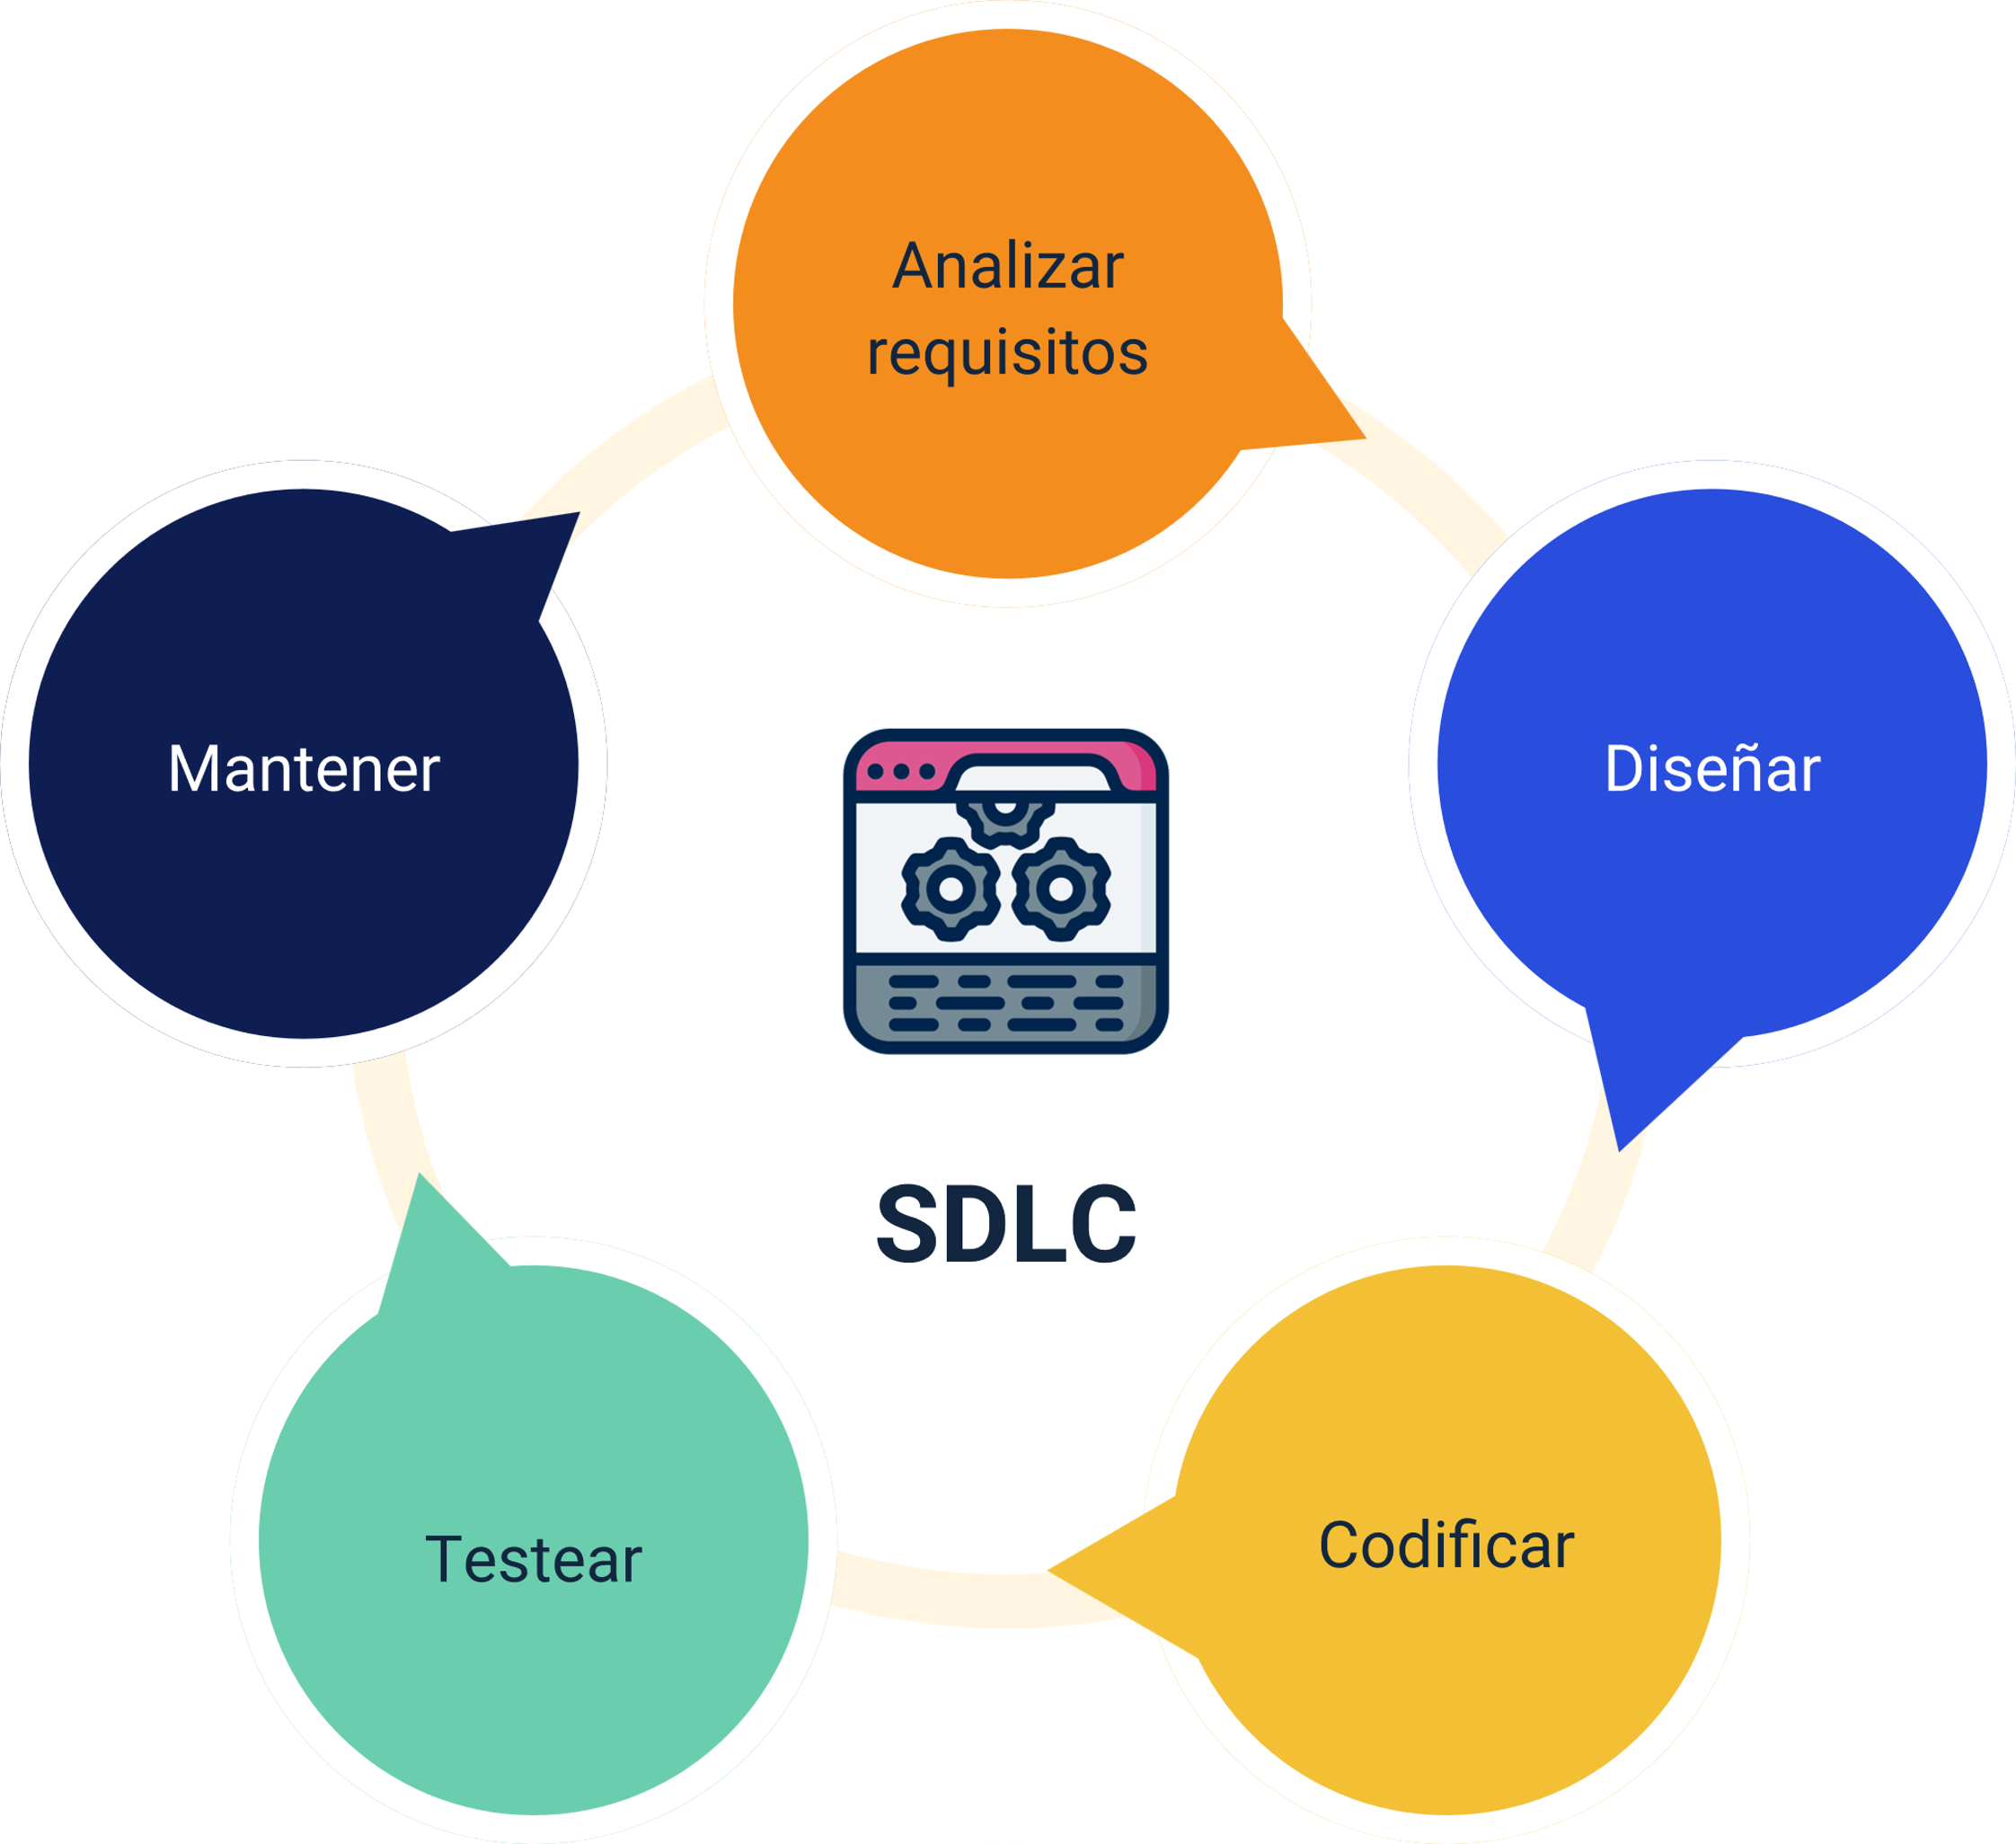 Analizar
requisitos
Mantener
Diseñar
SDLC
Testear
Codificar